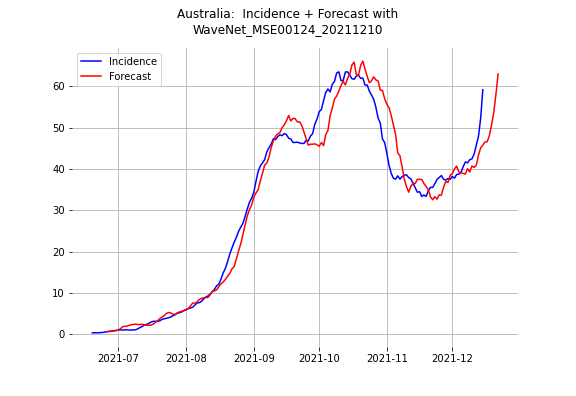 Australia:  Incidence + Forecast with
WaveNet_MSE00124_20211210
Incidence
Forecast
60
50
40
30
20
10
0
2021-07 2021-08 2021-09 2021-10 2021-11 2021-12